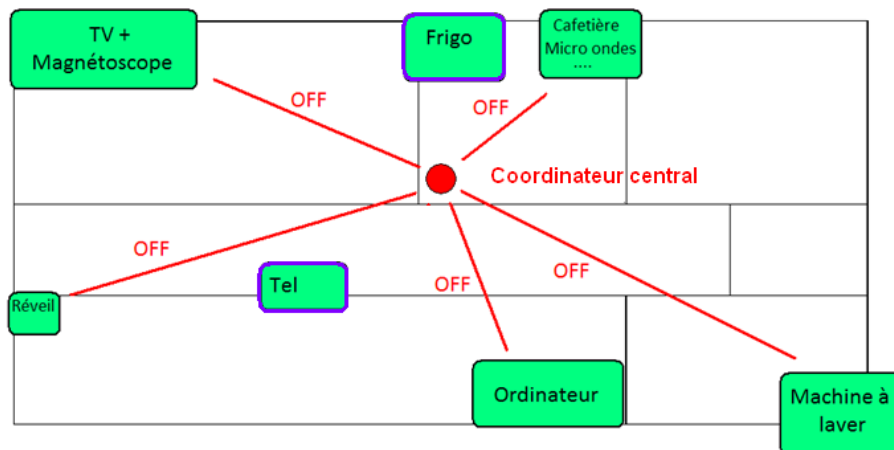 TV +
Magnétoscope
Frigo
Cafetière
Micro ondes
....
OFF
OFF
Coordinateur central
OFF
OFF
OFF
Tel
Réveil
Ordinateur
Machine à
laver